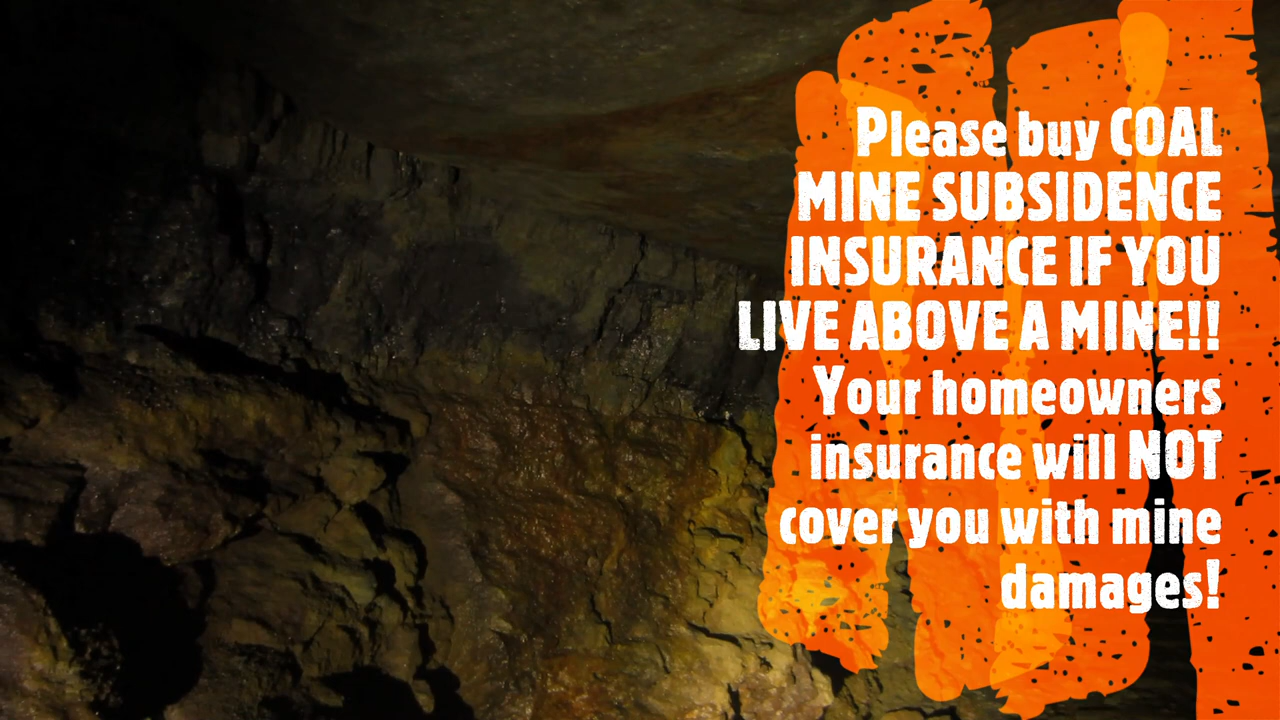 Please buy COAL
MINE SUBSIDENCE
INSURANCE IF YOU
LIVE ABOVE A MINE!!
Your homeowners
insurance will NOT
cover you with mine
damages!